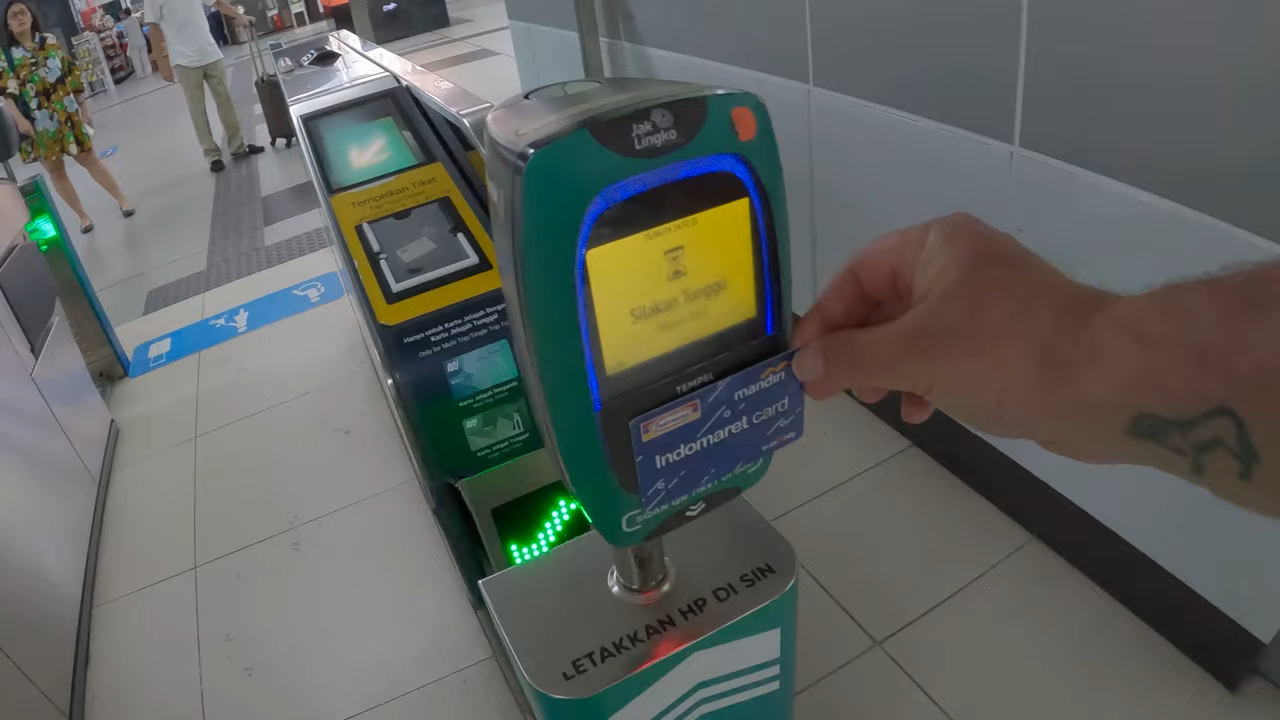 Jak
Lingko
Silakan Tunggu
TEMPEL
mandiri
Indomaret card
LETAKKAN HP DI SIN
Tempelkan Tiket
Hanya untuk Kartu Jelajah Berganda
Kartu Jelajah Tunggal
Only for Multi Trip/Single Trip
Kartu Jelajah Berganda
Kartu Jelajah Tunggal